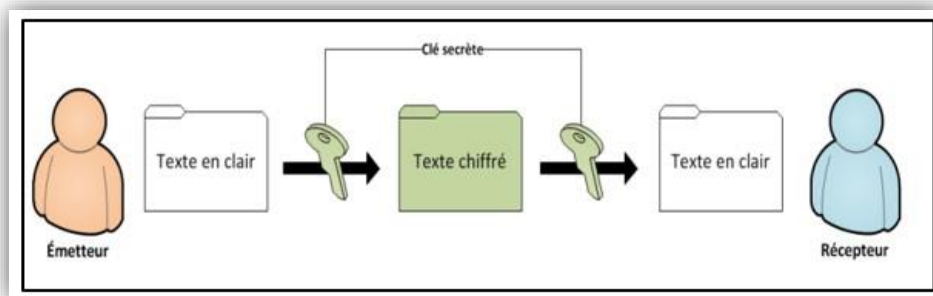 Clé secrète
Texte en clair
Texte chiffré
Texte en clair
Émetteur
Récepteur